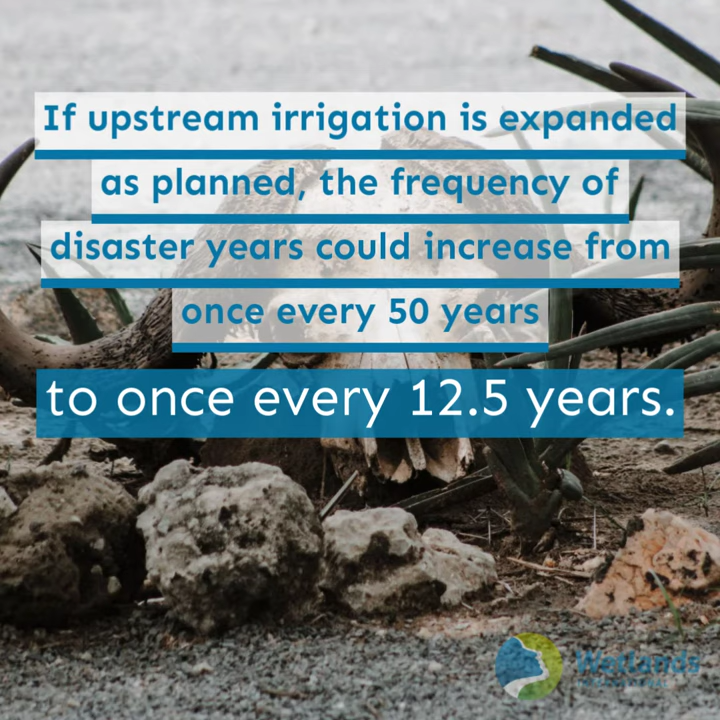 If upstream irrigation is expanded
as planned, the frequency of
disaster years could increase from
once every 50 years
to once every 12.5 years.
Wetlands
INTERNATIONAL